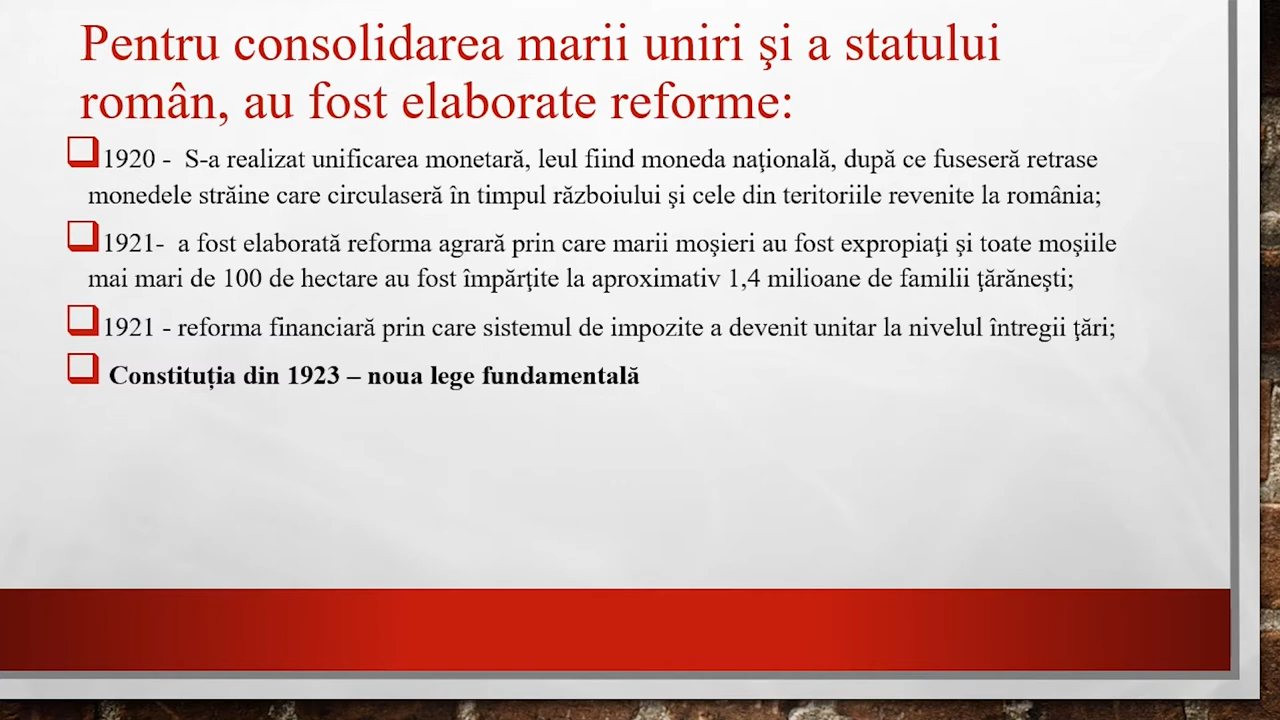 Pentru consolidarea marii uniri şi a statului
român, au fost elaborate reforme:
1920 - S-a realizat unificarea monetară, leul fiind moneda naţională, după ce fuseseră retrase
monedele străine care circulaseră în timpul războiului şi cele din teritoriile revenite la românia;
1921- a fost elaborată reforma agrară prin care marii moşieri au fost expropiaţi şi toate moşiile
mai mari de 100 de hectare au fost împărţite la aproximativ 1,4 milioane de familii ţărăneşti;
1921 - reforma financiară prin care sistemul de impozite a devenit unitar la nivelul întregii ţări;
Constituția din 1923 – noua lege fundamentală